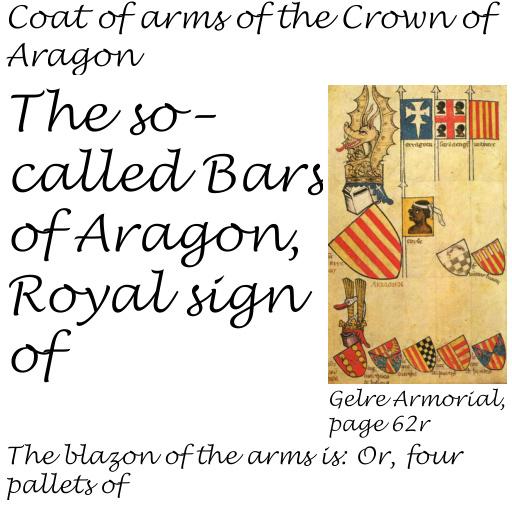 Coat of arms of the Crown of
Aragon
The so-
called Bars
of Aragon,
Royal sign
of
Gelre Armorial,
page 62r
The blazon of the arms is: Or, four
pallets of